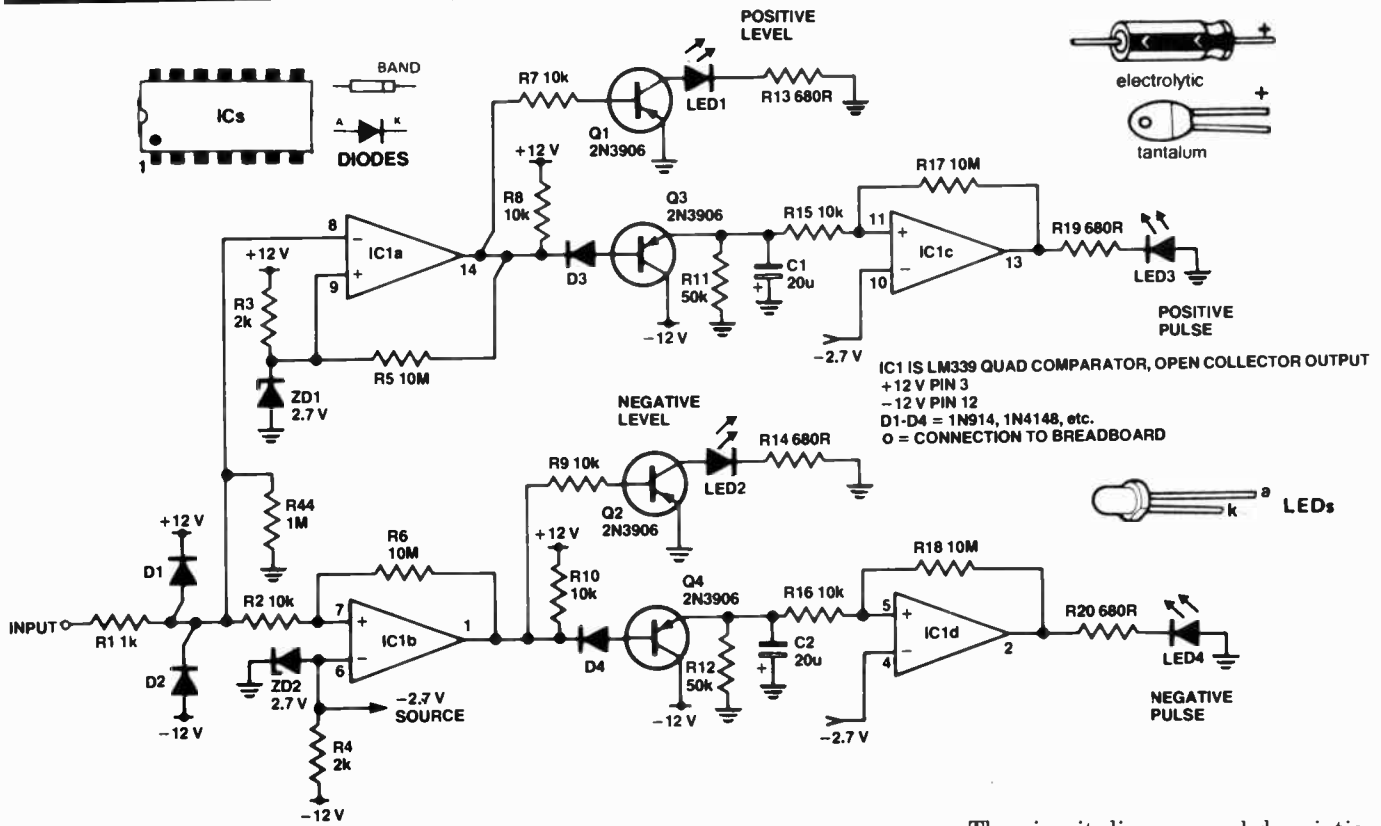 POSITIVE
LEVEL
BAND
ICs
1
A
K
DIODES
R7 10k
Q1
2N3906
LED1
R13 680R
+
electrolytic
+
tantalum
+12 V
R8
10k
Q3
2N3906
R17 10M
8
−
IC1a
14
+
9
+12 V
R3
2k
D3
R11
50k
C1
20u
+
R15 10k
11
+
IC1c
13
−
10
R19 680R
LED3
−12 V
−2.7 V
POSITIVE
PULSE
R5 10M
ZD1
2.7 V
IC1 IS LM339 QUAD COMPARATOR, OPEN COLLECTOR OUTPUT
+12 V PIN 3
−12 V PIN 12
D1-D4 = 1N914, 1N4148, etc.
O = CONNECTION TO BREADBOARD
NEGATIVE
LEVEL
R9 10k
Q2
2N3906
LED2
R14 680R
a
k
LEDs
R44
1M
+12 V
D1
R6
10M
+12 V
R10
10k
Q4
2N3906
R18 10M
INPUT
R1 1k
R2 10k
7
+
IC1b
1
−
6
D2
−12 V
ZD2
2.7 V
−2.7 V
SOURCE
R4
2k
−12 V
D4
R12
50k
C2
20u
+
−12 V
R16 10k
5
+
IC1d
2
−
4
−2.7 V
R20 680R
LED4
NEGATIVE
PULSE